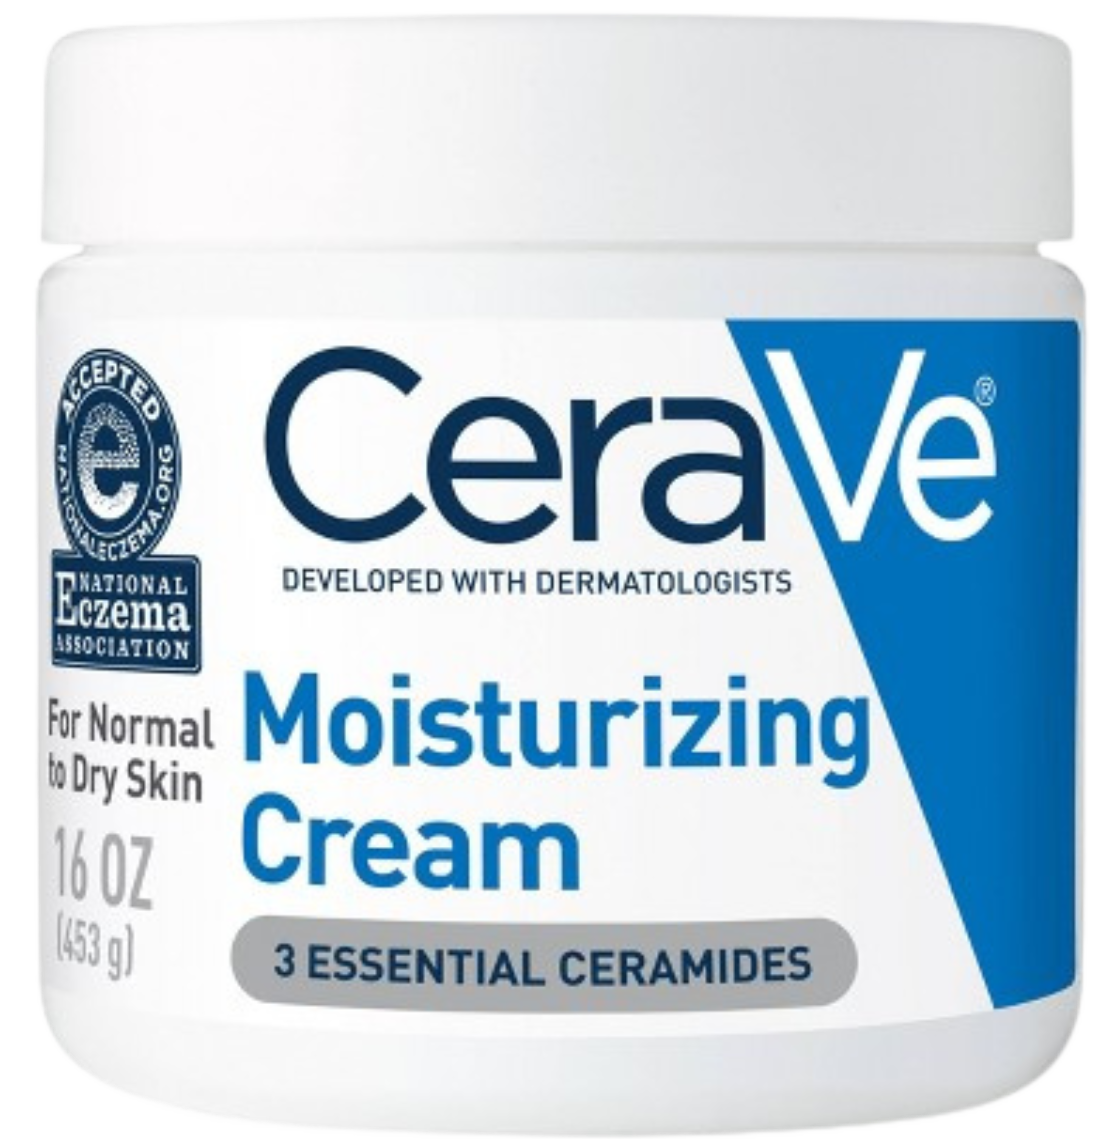 CeraVe®
DEVELOPED WITH DERMATOLOGISTS
Moisturizing
Cream
3 ESSENTIAL CERAMIDES
ACCEPTED
NATIONALECZEMA.ORG
e
NATIONAL
Eczema
ASSOCIATION
For Normal
to Dry Skin
16 OZ
(453 g)